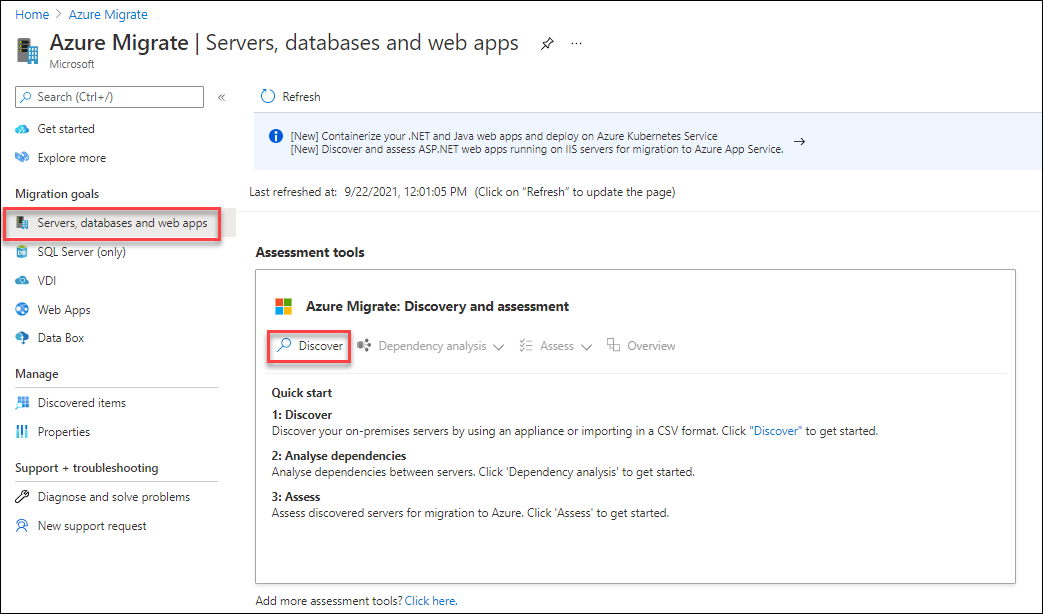 Home > Azure Migrate
Azure Migrate | Servers, databases and web apps ...
Microsoft
Search (Ctrl+/) «
Get started
Explore more
Migration goals
Servers, databases and web apps
SQL Server (only)
VDI
Web Apps
Data Box
Manage
Discovered items
Properties
Support + troubleshooting
Diagnose and solve problems
New support request
Refresh
[New] Containerize your .NET and Java web apps and deploy on Azure Kubernetes Service
[New] Discover and assess ASP.NET web apps running on IIS servers for migration to Azure App Service. →
Last refreshed at: 9/22/2021, 12:01:05 PM (Click on "Refresh" to update the page)
Assessment tools
Azure Migrate: Discovery and assessment
Discover Dependency analysis Assess Overview
Quick start
1: Discover
Discover your on-premises servers by using an appliance or importing in a CSV format. Click "Discover" to get started.
2: Analyse dependencies
Analyse dependencies between servers. Click 'Dependency analysis' to get started.
3: Assess
Assess discovered servers for migration to Azure. Click 'Assess' to get started.
Add more assessment tools? Click here.